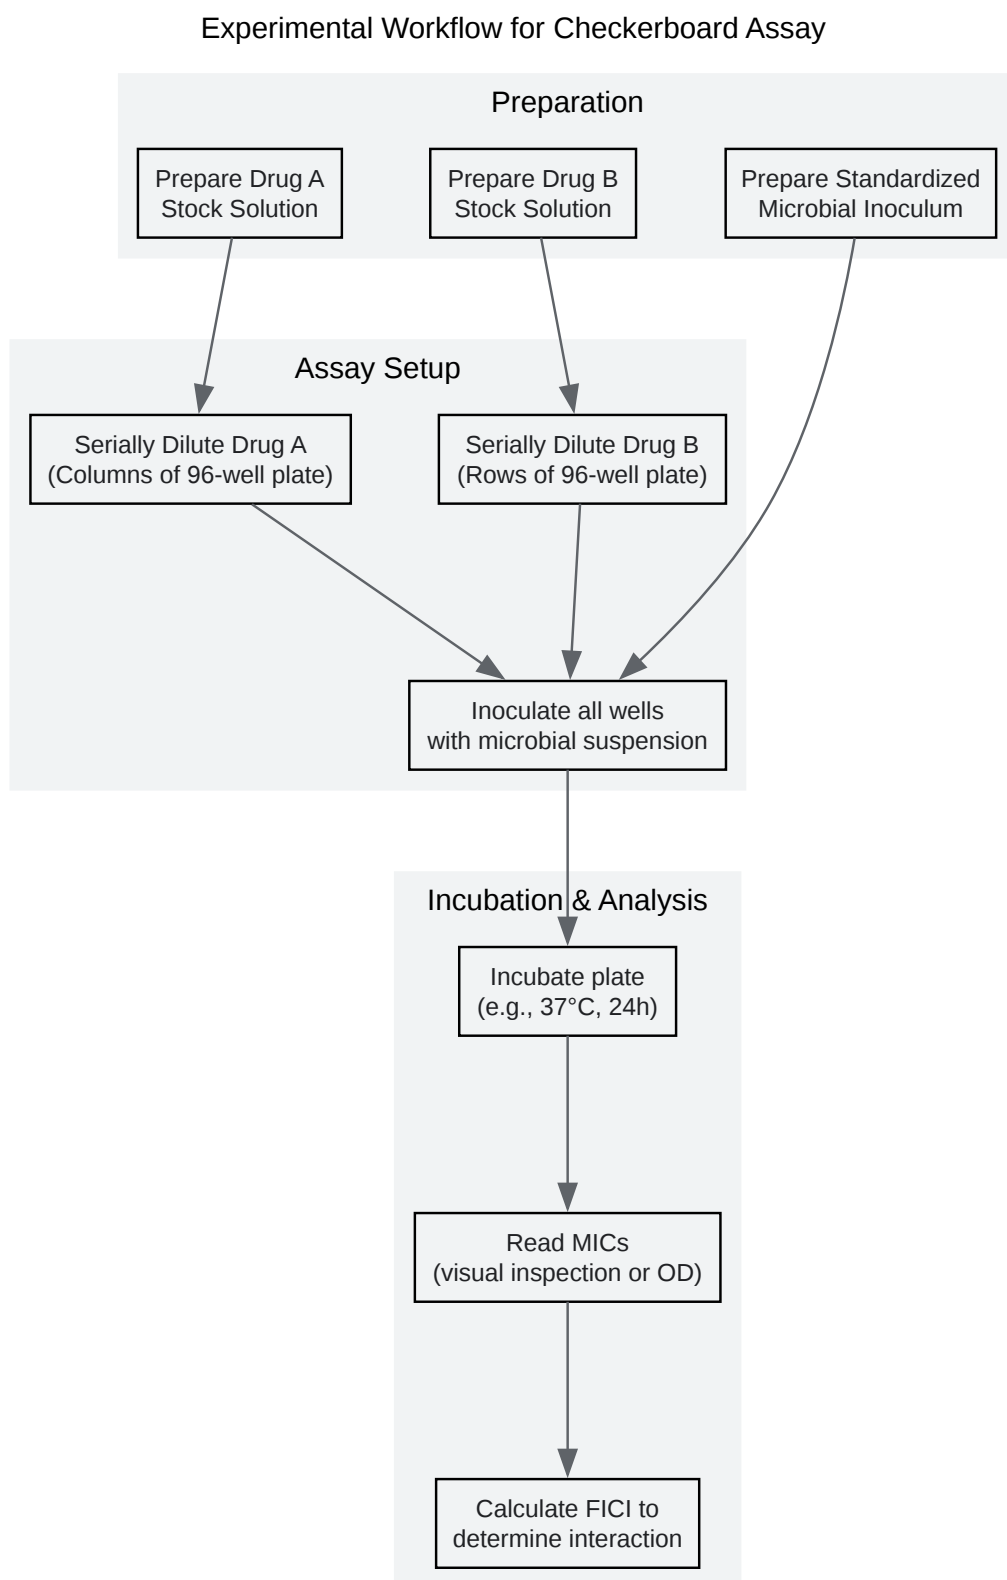 Experimental Workflow for Checkerboard Assay
Preparation
Prepare Drug A
Stock Solution
Prepare Drug B
Stock Solution
Prepare Standardized
Microbial Inoculum
Assay Setup
Serially Dilute Drug A
(Columns of 96-well plate)
Serially Dilute Drug B
(Rows of 96-well plate)
Inoculate all wells
with microbial suspension
Incubation & Analysis
Incubate plate
(e.g., 37°C, 24h)
Read MICs
(visual inspection or OD)
Calculate FICI to
determine interaction